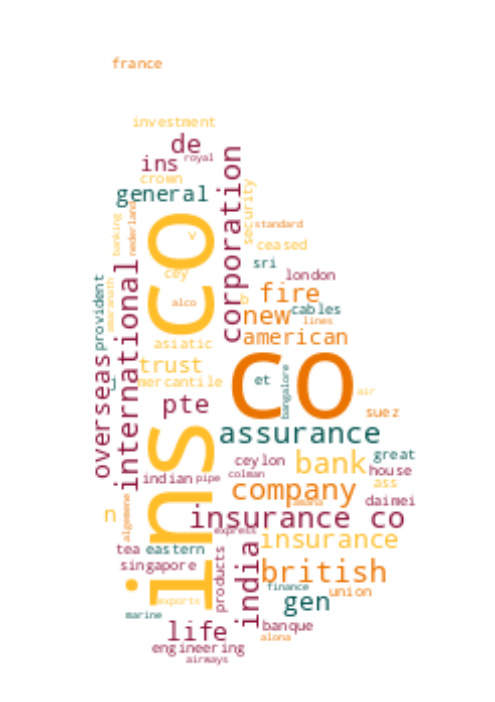 france
investment
de
ins
royal
crown
general
corporation
security
banking
nederland
ins co
v
standard
ceased
cey
sri
london
international
provident
fire
b
alco
new
cables
lines
american
asiatic
overseas
trust
mercantile
co
et
bangalore
air
pte
suez
assurance
ceylon
bank
great
house
indian
pipe
colman
company
ass
daimei
n
algemene
insurance co
express
insurance
tea
eastern
singapore
products
india
british
finance
union
exports
gen
marine
life
banque
alona
engineering
airways